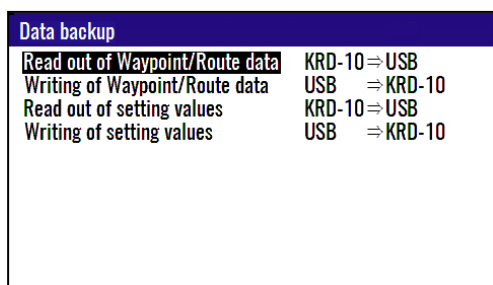 Data backup
Read out of Waypoint/Route data KRD-10⇒USB
Writing of Waypoint/Route data USB ⇒KRD-10
Read out of setting values KRD-10⇒USB
Writing of setting values USB ⇒KRD-10